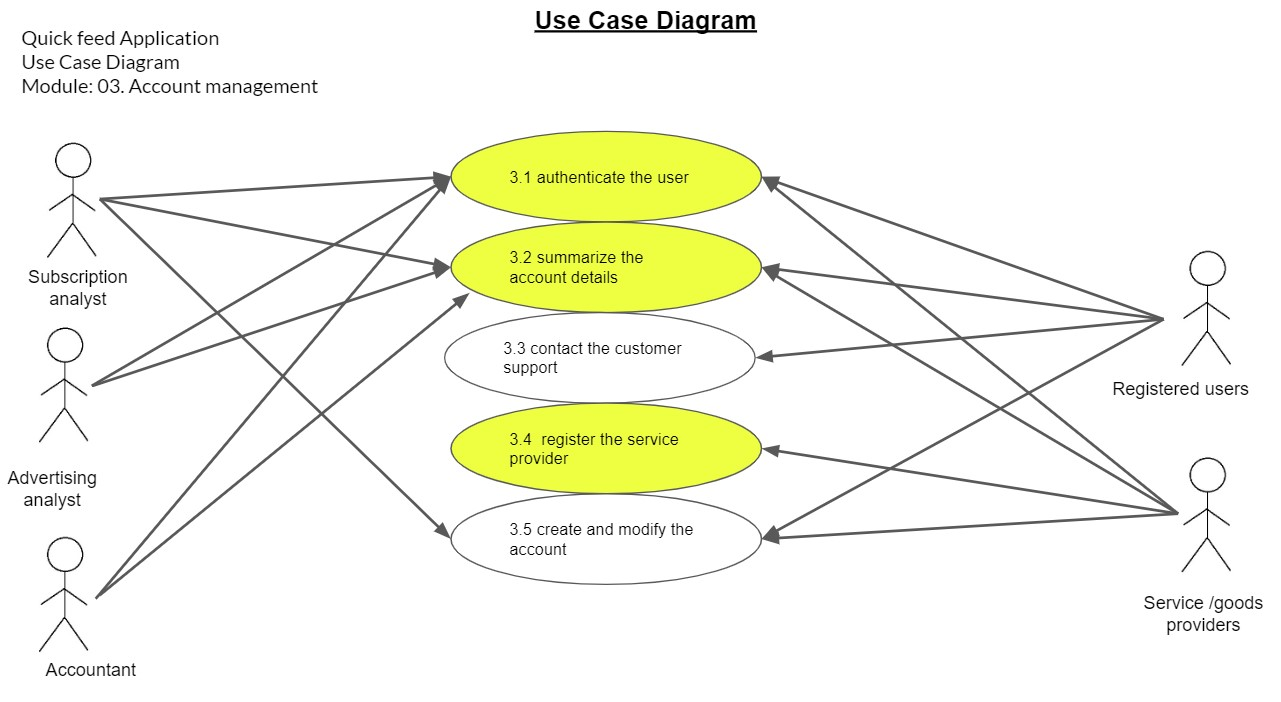 Use Case Diagram
Quick feed Application
Use Case Diagram
Module: 03. Account management
Subscription
analyst
Advertising
analyst
Accountant
3.1 authenticate the user
3.2 summarize the
account details
3.3 contact the customer
support
3.4  register the service
provider
3.5 create and modify the
account
Registered users
Service /goods
providers